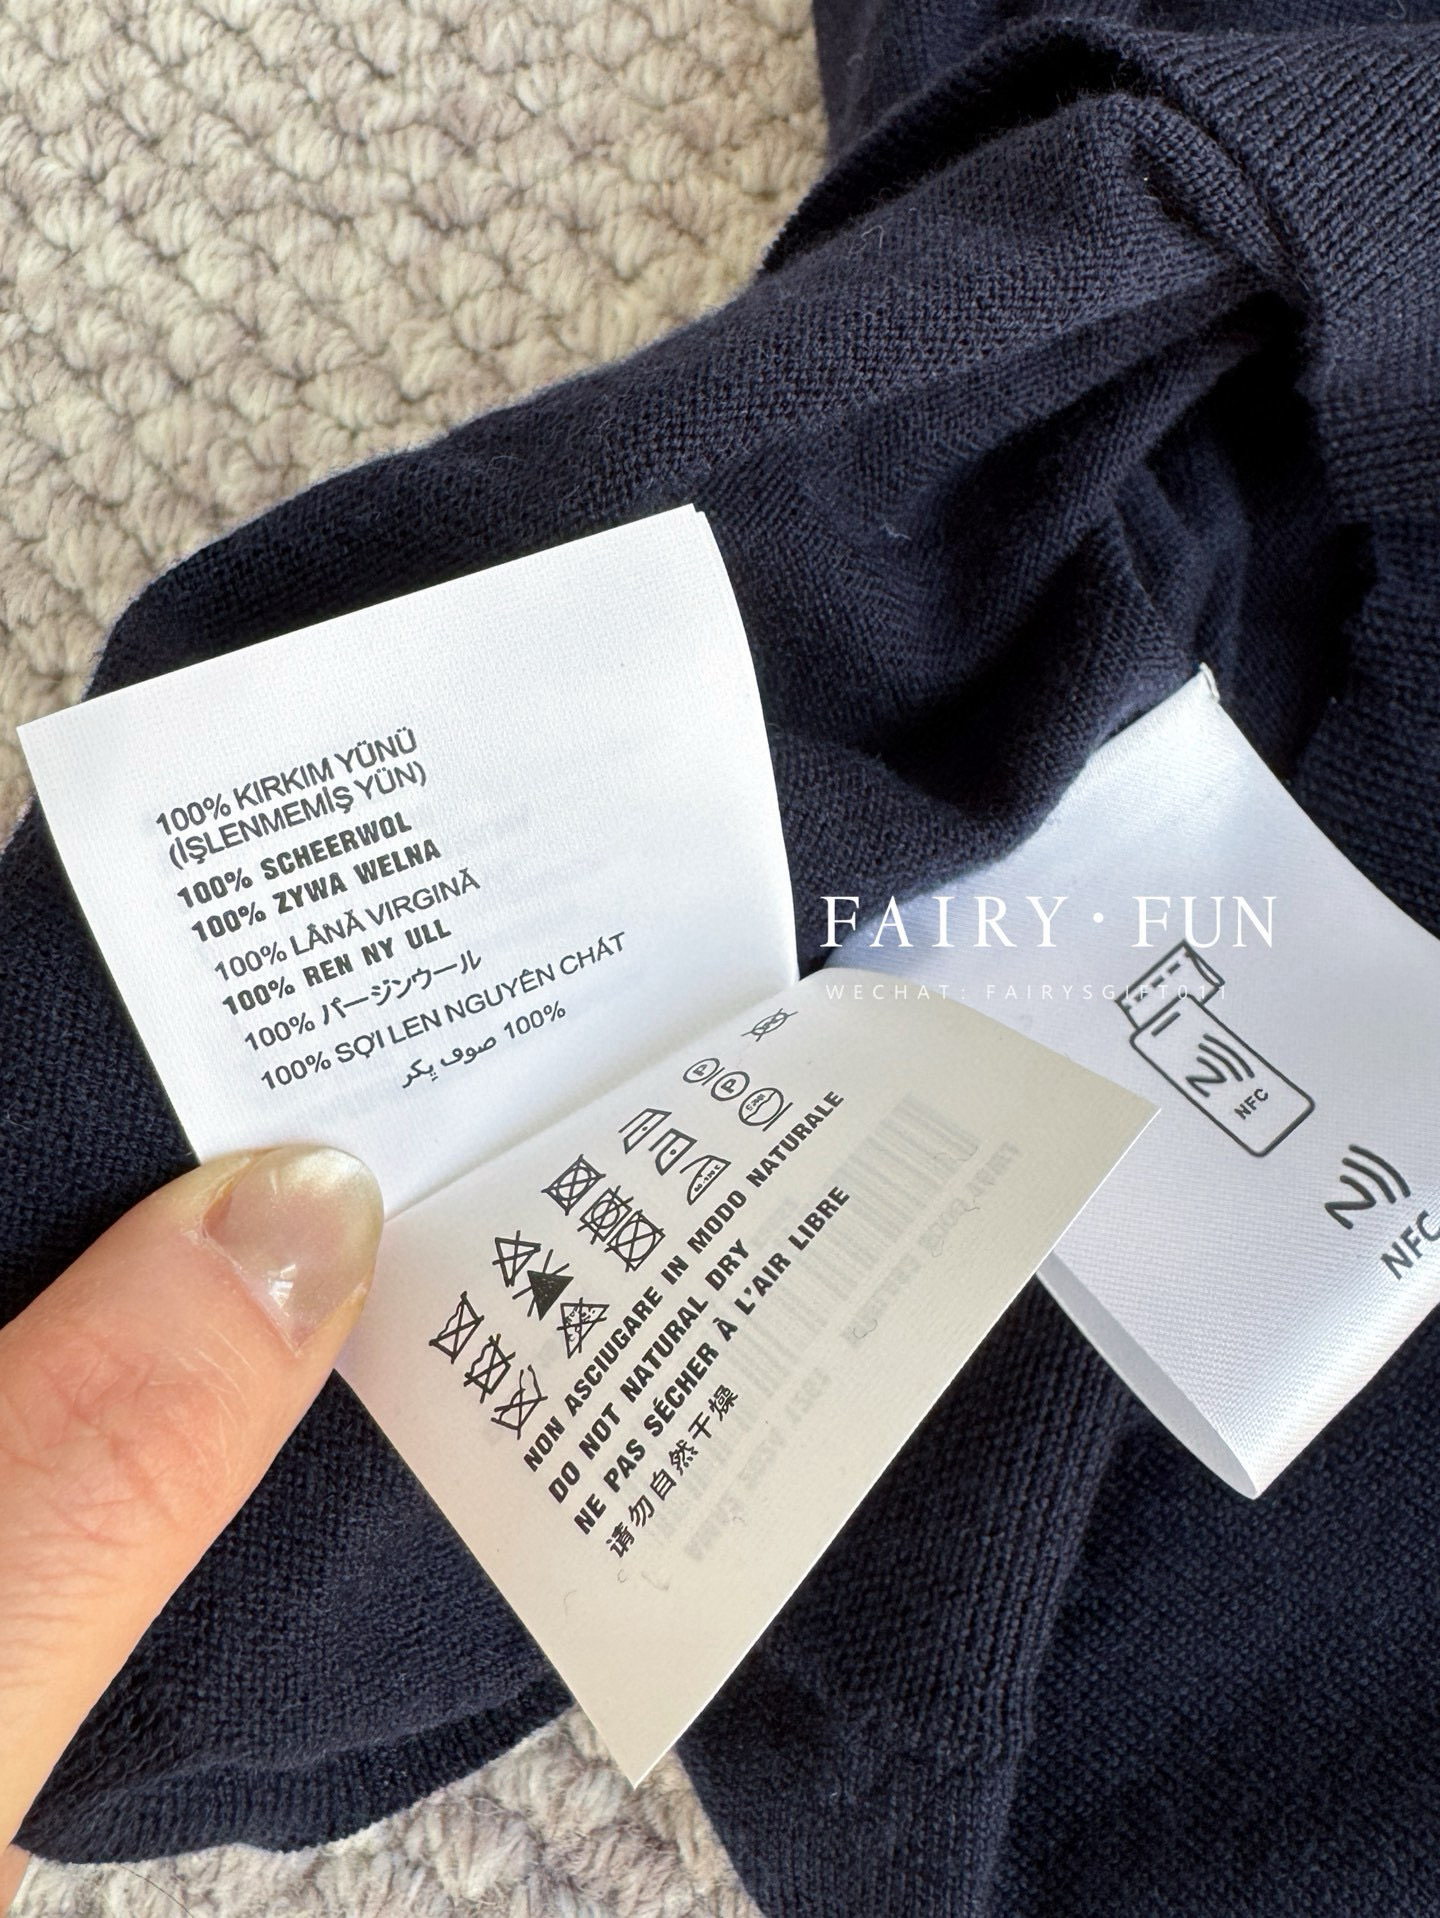 100% KIRKIM YÜNÜ
(İŞLENMEMİŞ YÜN)
100% SCHEERWOL
100% ZYWA WELNA
100% LÂNĂ VIRGINĂ
100% REN NY ULL
100% バージンウール
100% SỢI LEN NGUYÊN CHẤT
100% صوف بكر
NON ASCIUGARE IN MODO NATURALE
DO NOT NATURAL DRY
NE PAS SÉCHER À L'AIR LIBRE
请勿自然干燥
FAIRY·FUN
WECHAT: FAIRYSGIFT011
NFC
NFC